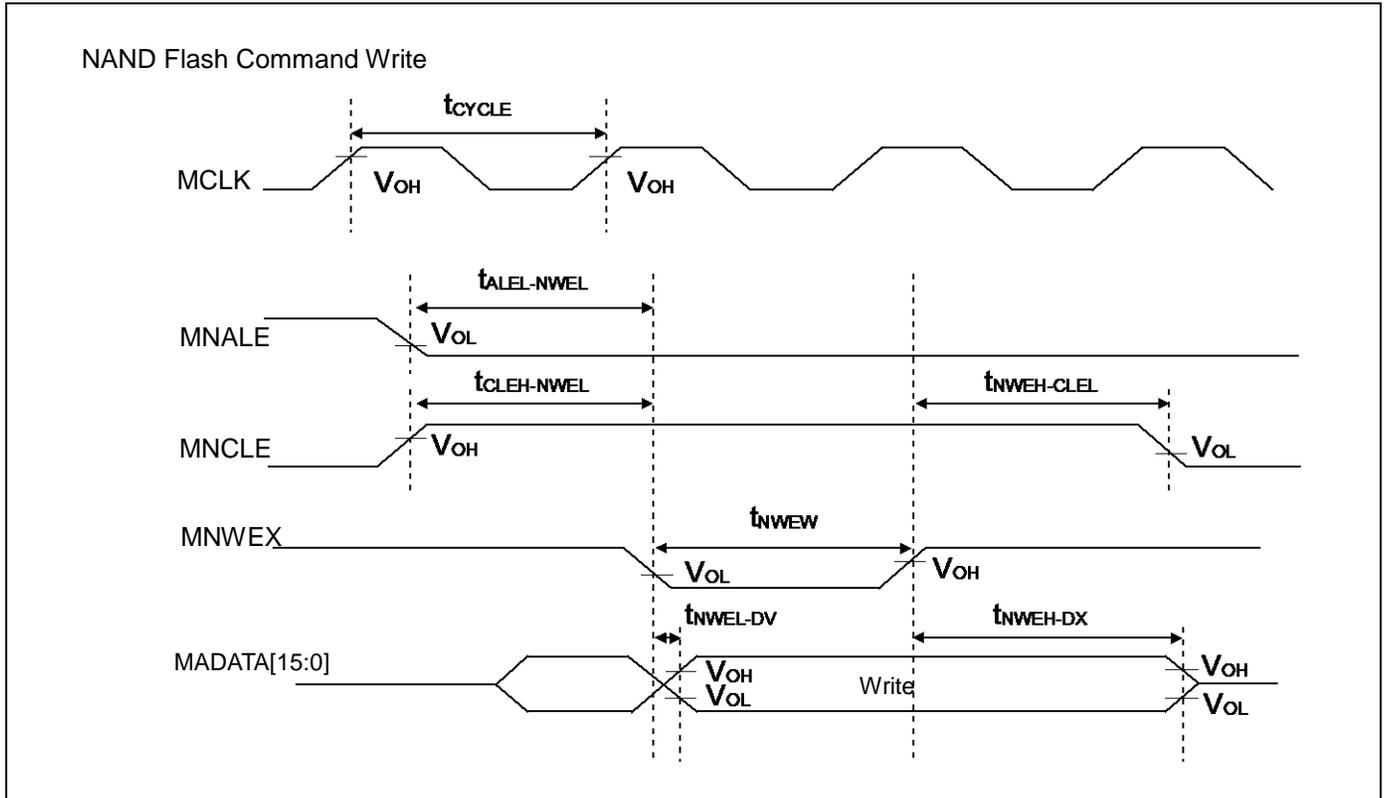 NAND Flash Command Write
tCYCLE
MCLK VOH VOH
tALEL-NWEL
MNALE VOL
tCLEH-NWEL tNWEH-CLEL
MNCLE VOH VOL
tNWEW
MNWEX VOL VOH
tNWEL-DV tNWEH-DX
MADATA[15:0] VOH Write VOH
VOL VOL